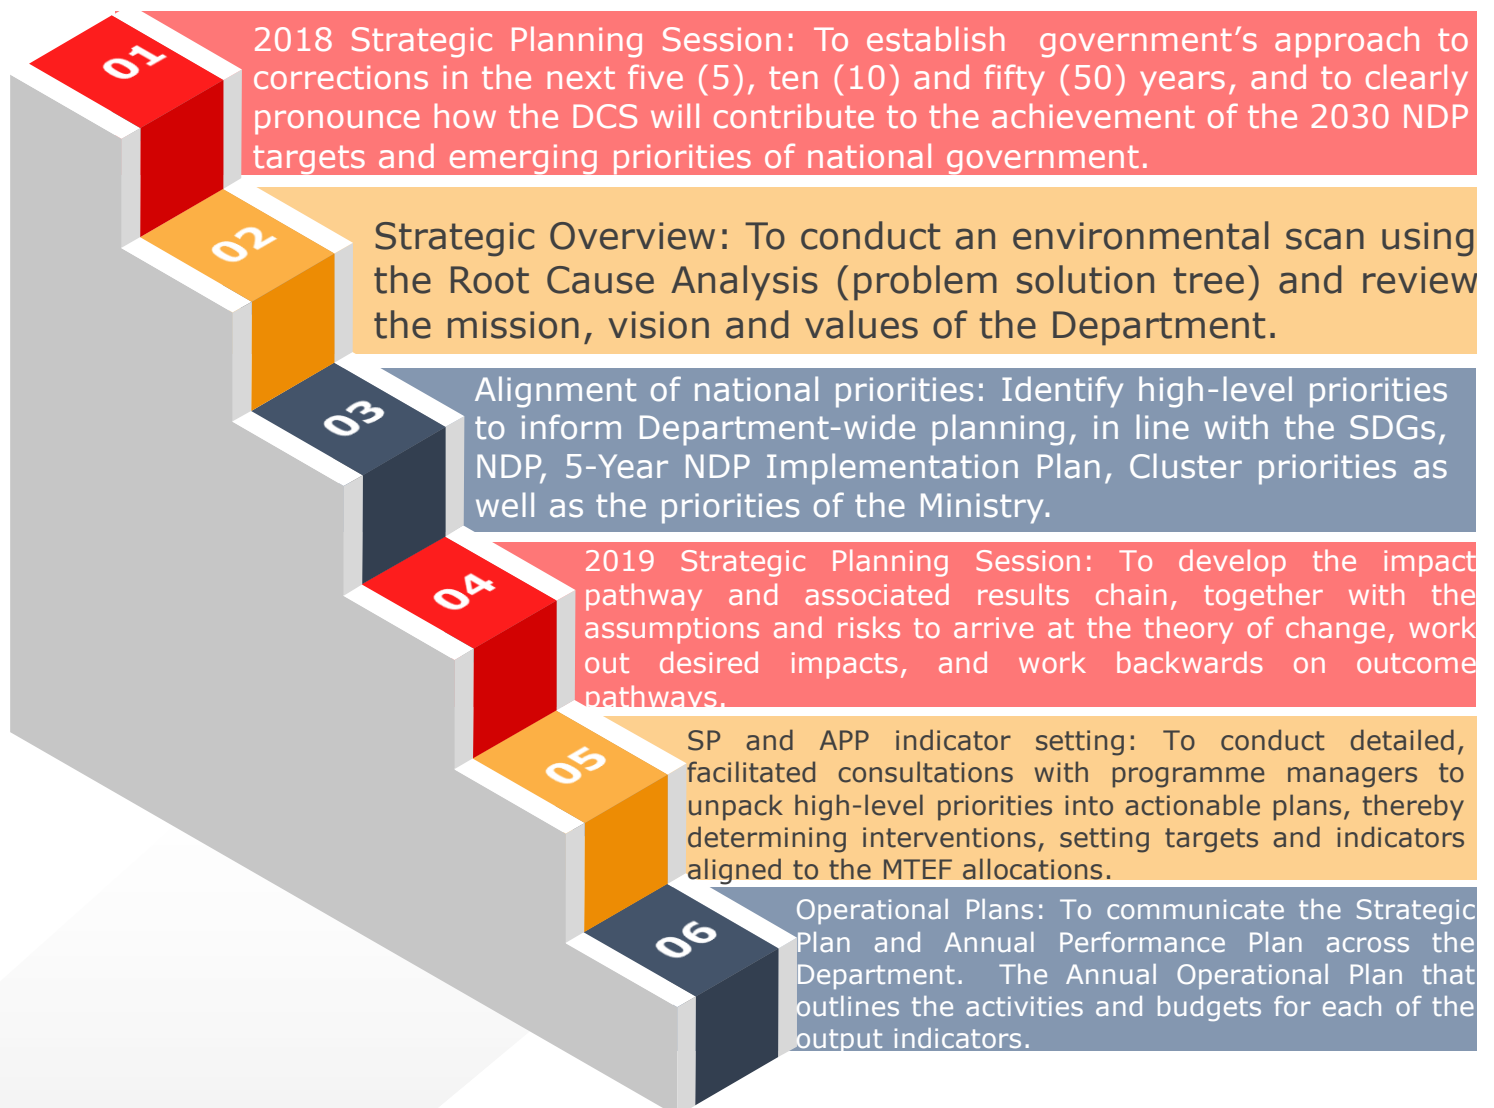 01
2018 Strategic Planning Session: To establish government’s approach to
corrections in the next five (5), ten (10) and fifty (50) years, and to clearly
pronounce how the DCS will contribute to the achievement of the 2030 NDP
targets and emerging priorities of national government.
02
Strategic Overview: To conduct an environmental scan using
the Root Cause Analysis (problem solution tree) and review
the mission, vision and values of the Department.
03
Alignment of national priorities: Identify high-level priorities
to inform Department-wide planning, in line with the SDGs,
NDP, 5-Year NDP Implementation Plan, Cluster priorities as
well as the priorities of the Ministry.
04
2019 Strategic Planning Session: To develop the impact
pathway and associated results chain, together with the
assumptions and risks to arrive at the theory of change, work
out desired impacts, and work backwards on outcome
pathways.
05
SP and APP indicator setting: To conduct detailed,
facilitated consultations with programme managers to
unpack high-level priorities into actionable plans, thereby
determining interventions, setting targets and indicators
aligned to the MTEF allocations.
06
Operational Plans: To communicate the Strategic
Plan and Annual Performance Plan across the
Department. The Annual Operational Plan that
outlines the activities and budgets for each of the
output indicators.